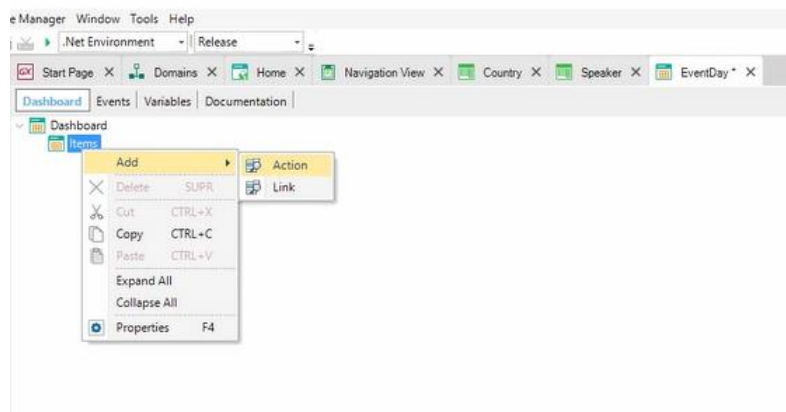 e Manager Window Tools Help
.Net Environment Release
GX Start Page X Domains X Home X Navigation View X Country X Speaker X EventDay * X
Dashboard Events Variables Documentation
Dashboard
Items
Add Action
Delete SUPR Link
Cut CTRL+X
Copy CTRL+C
Paste CTRL+V
Expand All
Collapse All
Properties F4